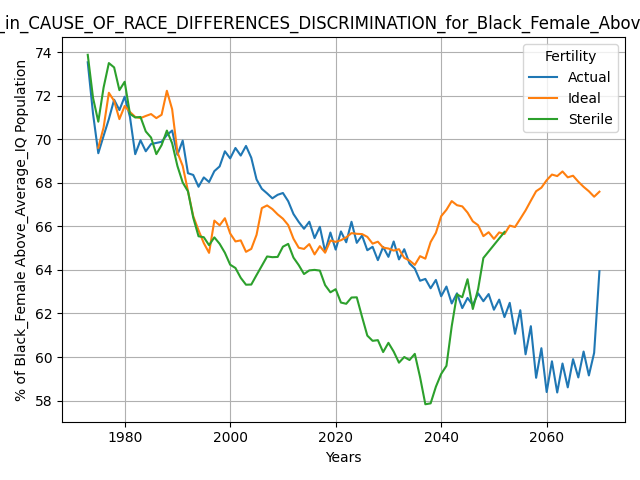 _in_CAUSE_OF_RACE_DIFFERENCES_DISCRIMINATION_for_Black_Female_Abov
Fertility
Actual
Ideal
Sterile
% of Black_Female Above_Average_IQ Population
74
72
70
68
66
64
62
60
58
1980
2000
2020
2040
2060
Years